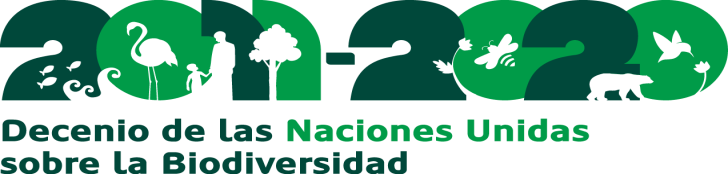 2011-2020
Decenio de las Naciones Unidas
sobre la Biodiversidad